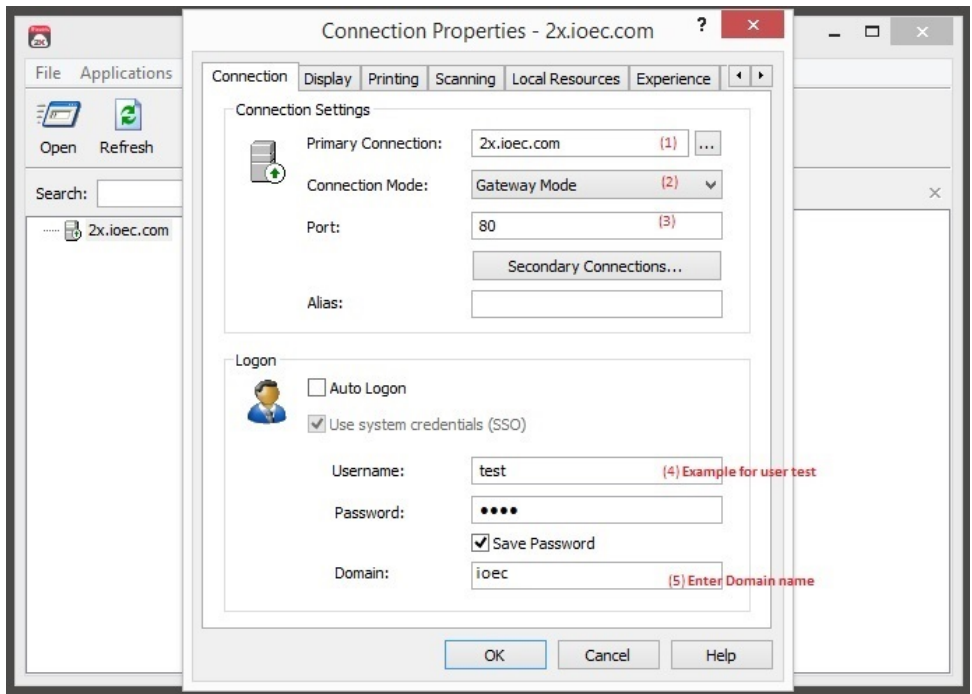 Connection Properties - 2x.ioec.com ?
2X
File Applications
Open Refresh
Search:
2x.ioec.com
Connection Display Printing Scanning Local Resources Experience
Connection Settings
Primary Connection: 2x.ioec.com (1) ...
Connection Mode: Gateway Mode (2)
Port: 80 (3)
Secondary Connections...
Alias:
Logon
Auto Logon
Use system credentials (SSO)
Username: test (4) Example for user test
Password: ••••
Save Password
Domain: ioec (5) Enter Domain name
OK Cancel Help